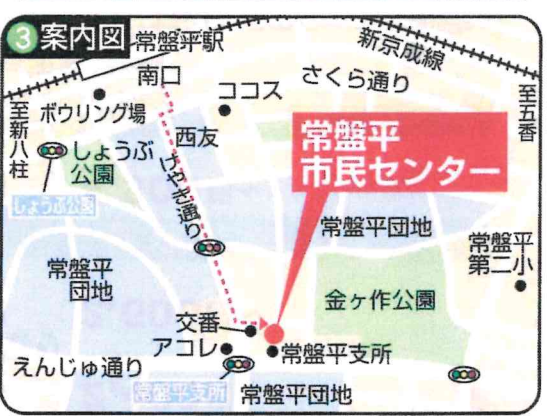 3 案内図
常盤平駅
新京成線
南口
ココス
さくら通り
至五香
至新八柱
ボウリング場
西友
常盤平
市民センター
しょうぶ
公園
けやき通り
しょうぶ公園
常盤平団地
常盤平
第二小
常盤平
団地
金ヶ作公園
交番
アコレ
常盤平支所
えんじゅ通り
常盤平支所
常盤平団地